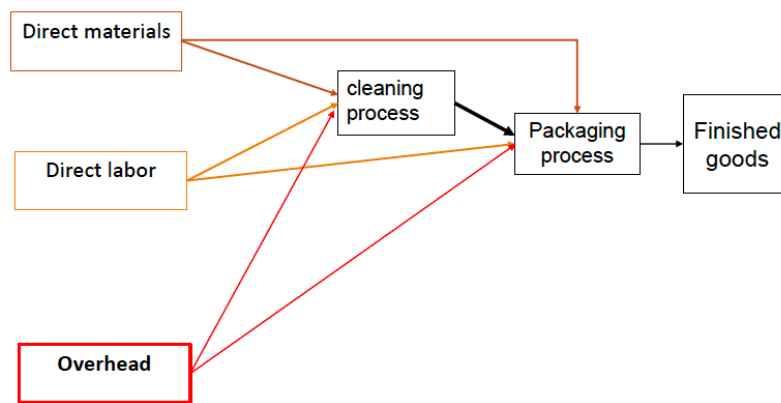 Direct materials
cleaning
process
Packaging
process
Finished
goods
Direct labor
Overhead